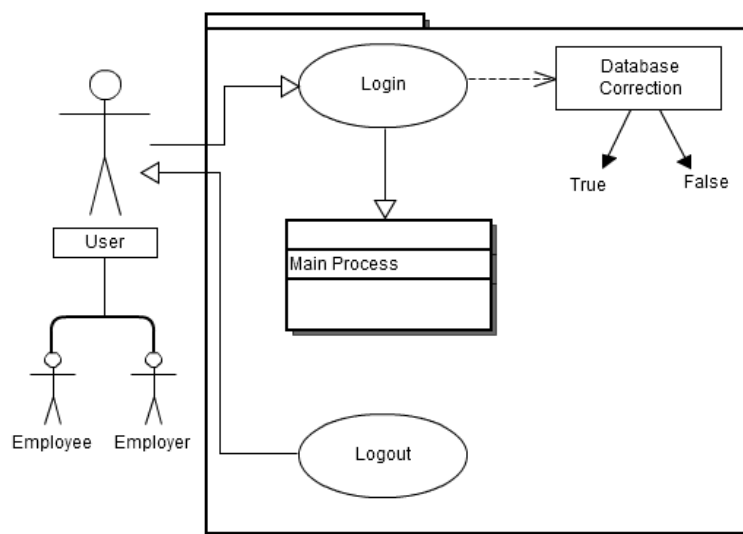 Login
Database
Correction
True
False
User
Main Process
Employee
Employer
Logout